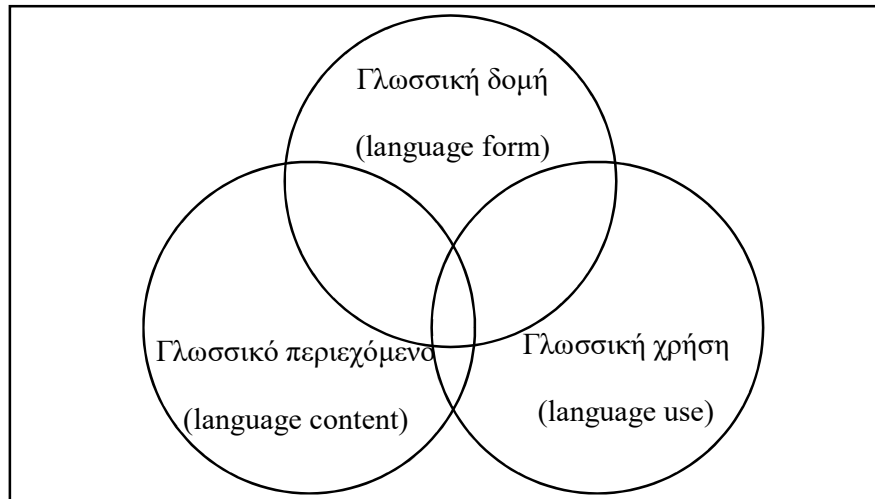 Γλωσσική δομή
(language form)
Γλωσσικό περιεχόμενο
(language content)
Γλωσσική χρήση
(language use)